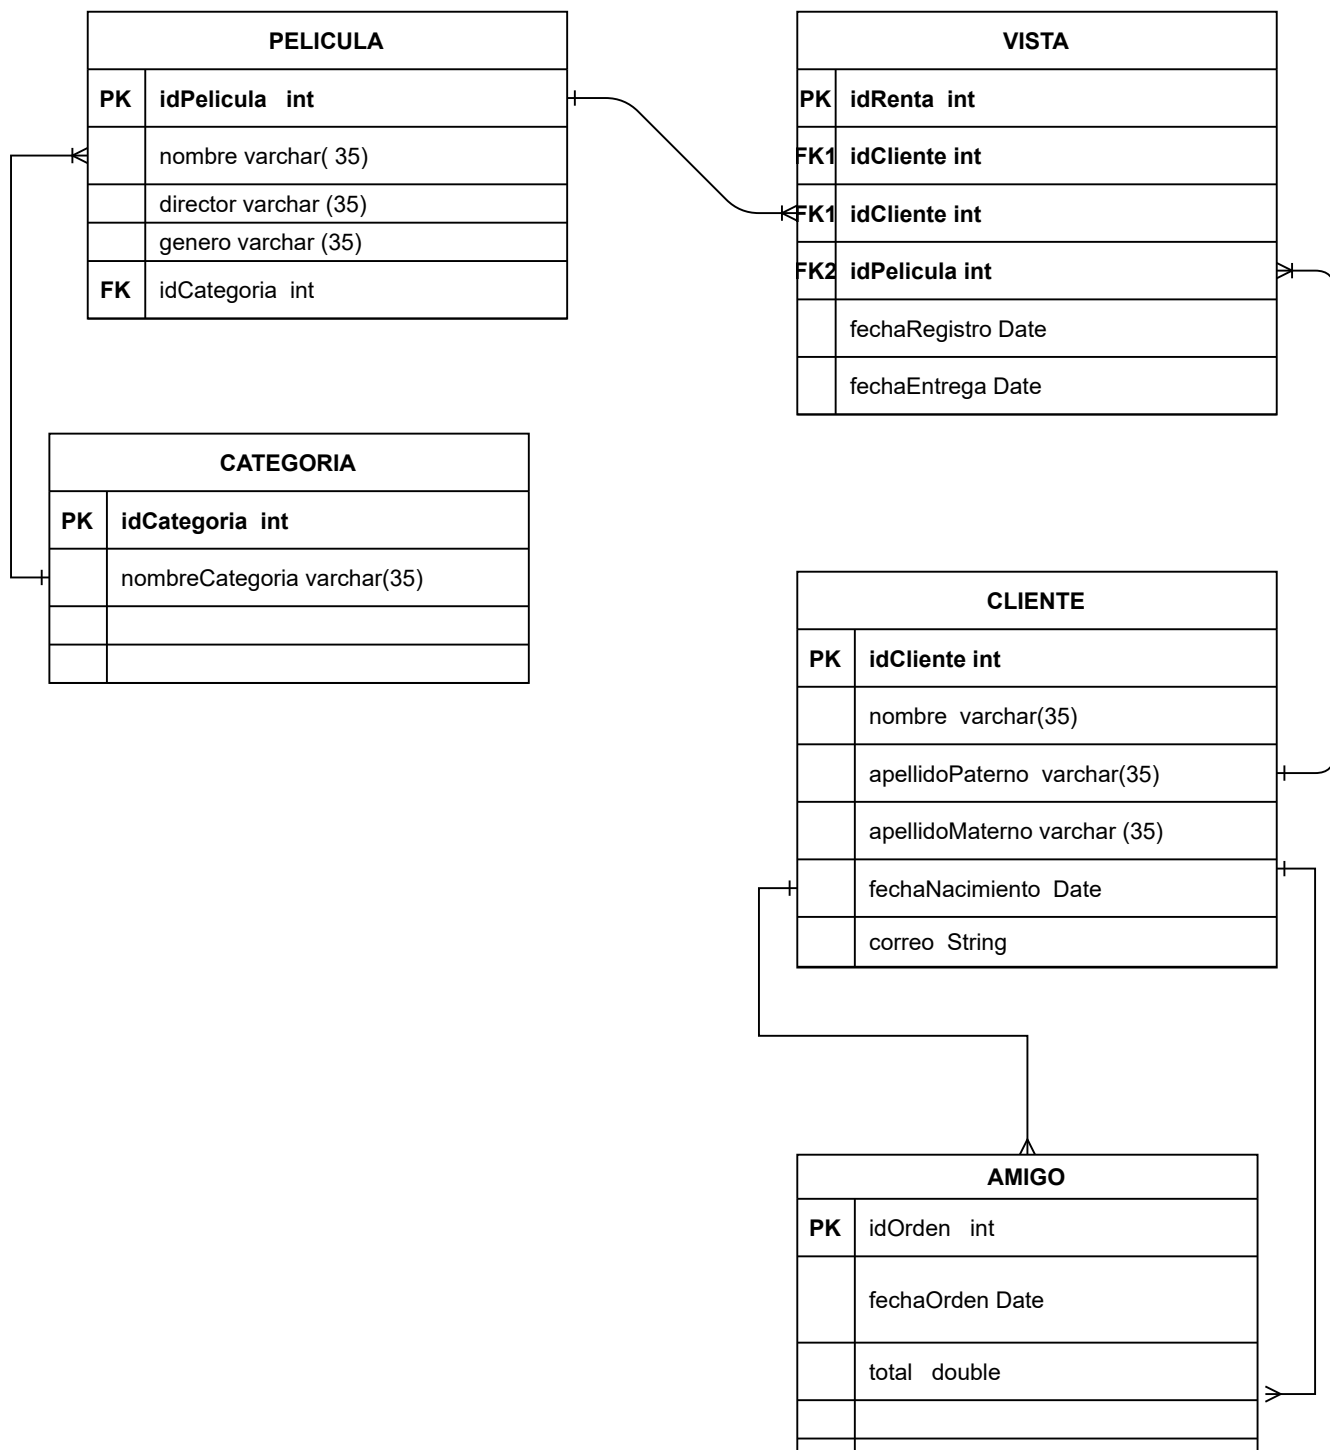 PELICULA
PK idPelicula int
nombre varchar( 35)
director varchar (35)
genero varchar (35)
FK idCategoria int
VISTA
PK idRenta int
FK1 idCliente int
FK1 idCliente int
FK2 idPelicula int
fechaRegistro Date
fechaEntrega Date
CATEGORIA
PK idCategoria int
nombreCategoria varchar(35)
CLIENTE
PK idCliente int
nombre varchar(35)
apellidoPaterno varchar(35)
apellidoMaterno varchar (35)
fechaNacimiento Date
correo String
AMIGO
PK idOrden int
fechaOrden Date
total double